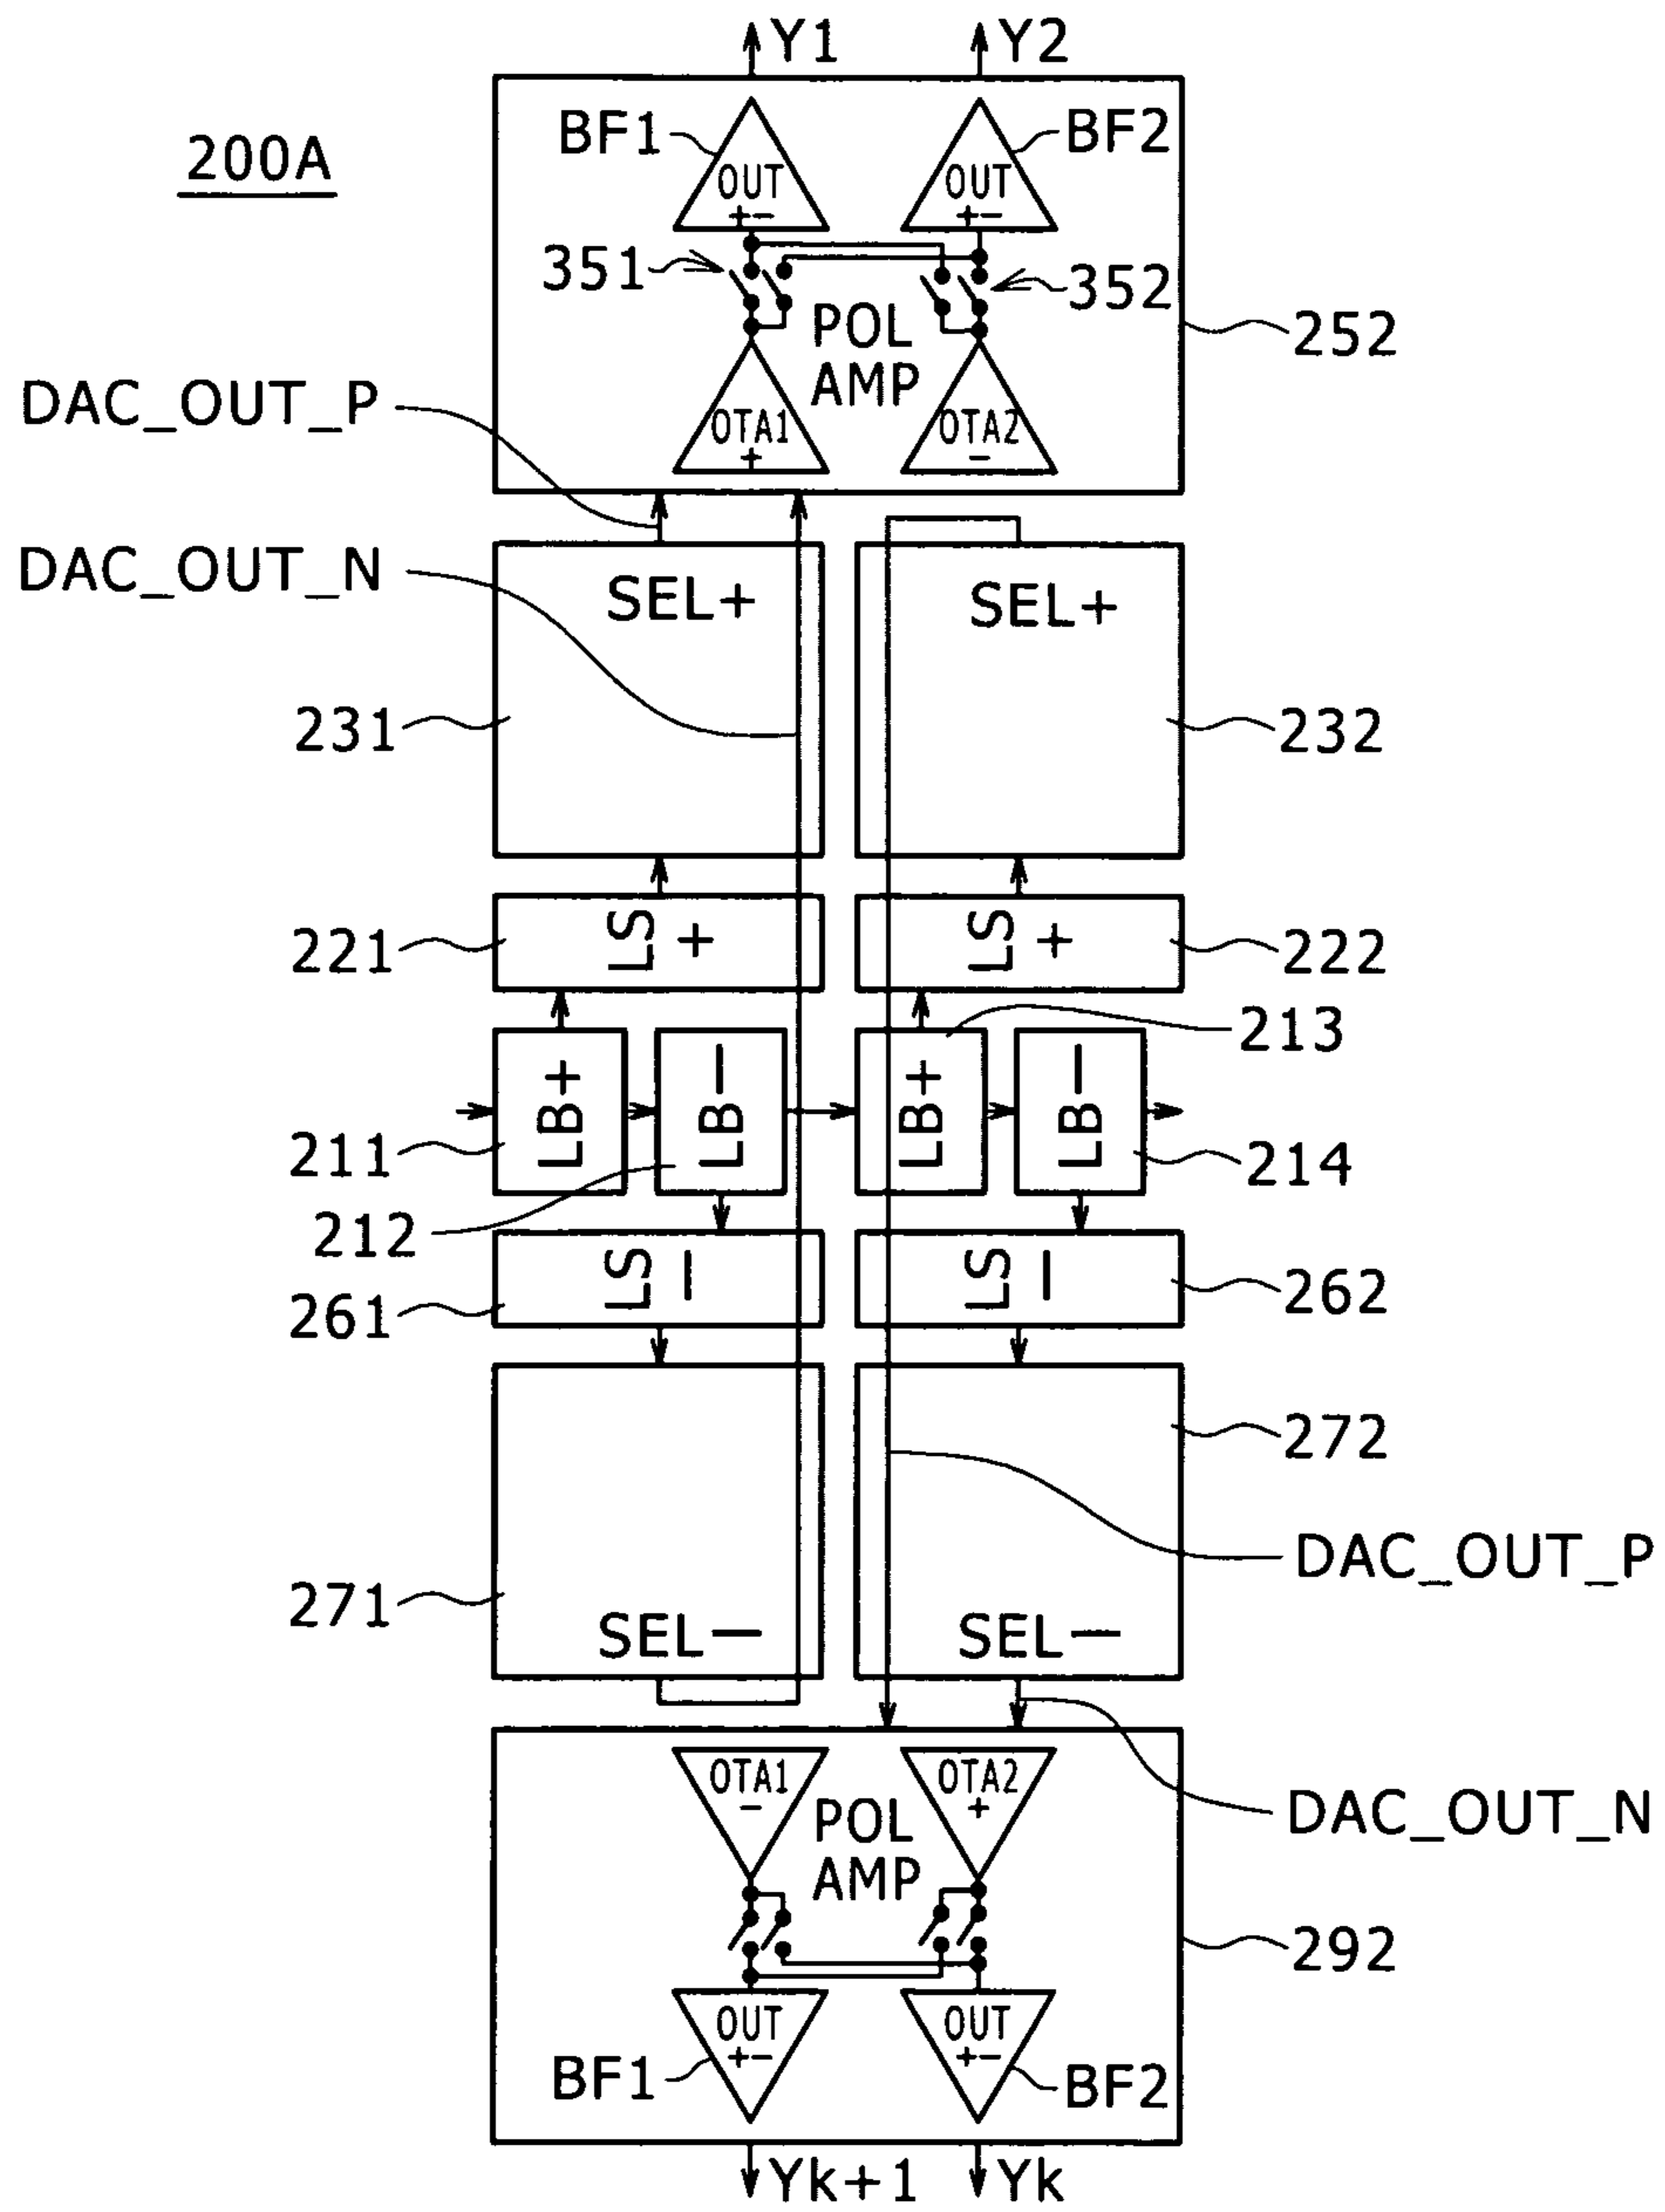 Y1
Y2
200A
BF1
BF2
OUT
+−
OUT
+−
351
352
POL
AMP
252
DAC_OUT_P
OTA1
+
OTA2
−
DAC_OUT_N
SEL+
SEL+
231
232
221
LS
+
LS
+
222
213
211
LB+
LB−
LB+
LB−
214
212
261
LS
−
LS
−
262
272
DAC_OUT_P
271
SEL−
SEL−
OTA1
−
OTA2
+
POL
AMP
DAC_OUT_N
292
OUT
+−
OUT
+−
BF1
BF2
Yk+1
Yk